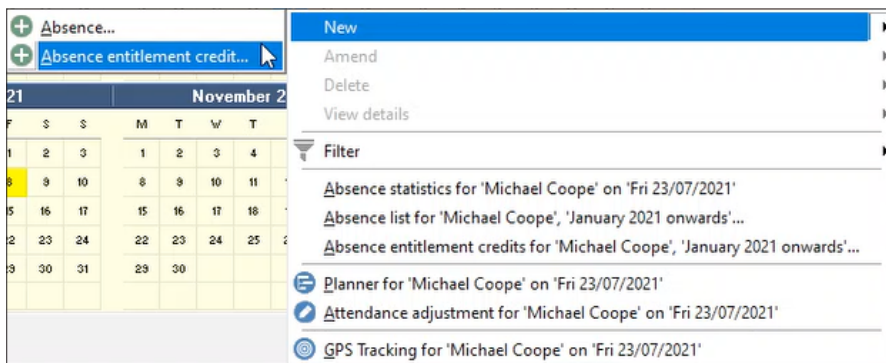 Absence...
Absence entitlement credit...
New
Amend
Delete
View details
Filter
Absence statistics for 'Michael Coope' on 'Fri 23/07/2021'
Absence list for 'Michael Coope', 'January 2021 onwards'...
Absence entitlement credits for 'Michael Coope', 'January 2021 onwards'...
Planner for 'Michael Coope' on 'Fri 23/07/2021'
Attendance adjustment for 'Michael Coope' on 'Fri 23/07/2021'
GPS Tracking for 'Michael Coope' on 'Fri 23/07/2021'
21
F S S
1 2 3
8 9 10
15 16 17
22 23 24
29 30 31
November 2
M T W T
1 2 3 4
8 9 10 11
15 16 17 18
22 23 24 25 2
29 30